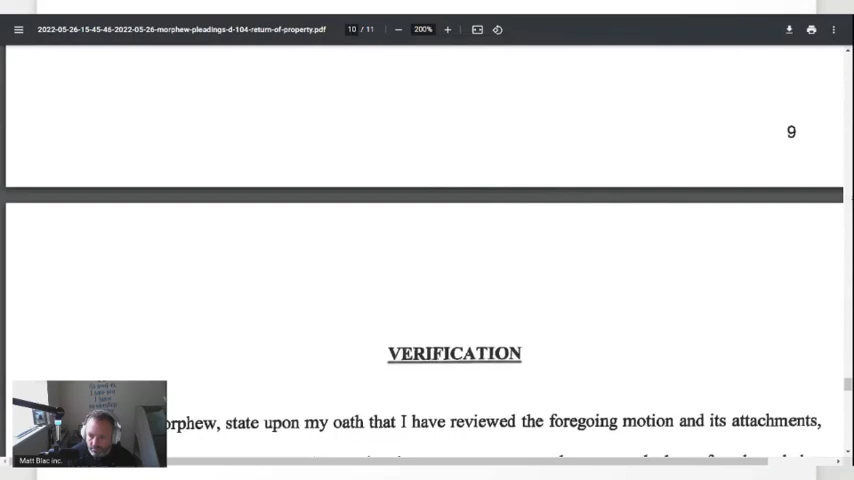 2022-05-26-15-45-46-2022-05-26-morphew-pleadings-d-104-return-of-property.pdf 10 / 11 — 200% +
9
VERIFICATION
orphew, state upon my oath that I have reviewed the foregoing motion and its attachments,
Matt Blac inc.